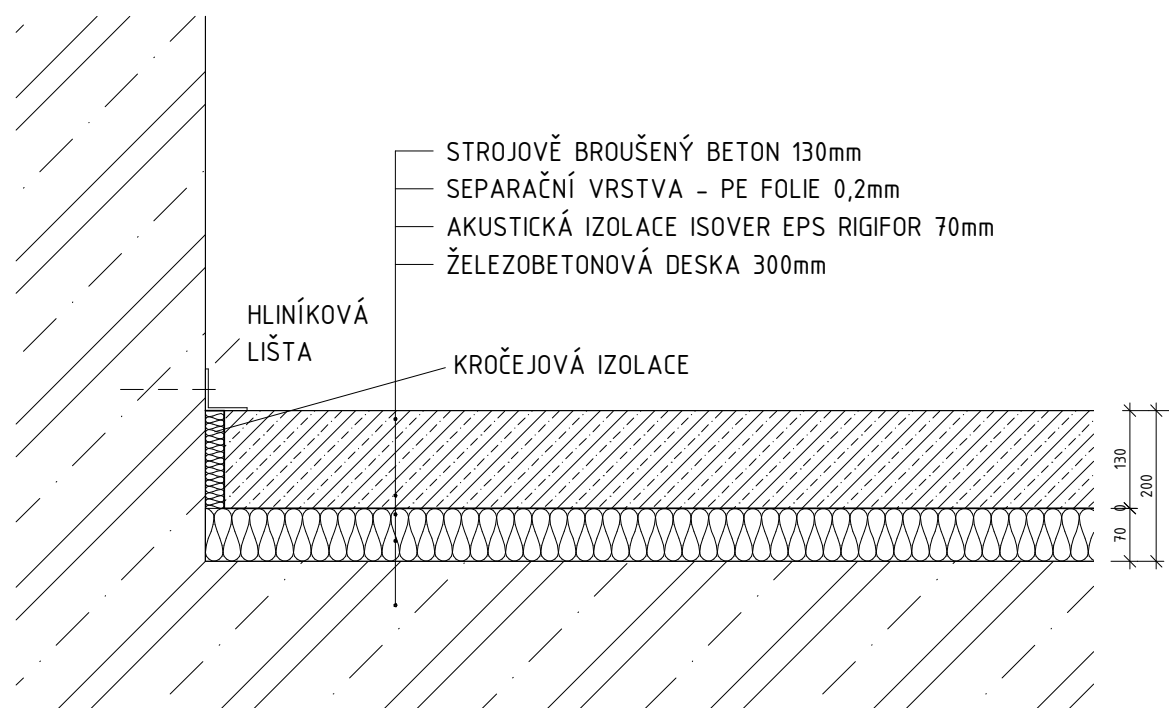 STROJOVĚ BROUŠENÝ BETON 130mm
SEPARAČNÍ VRSTVA - PE FOLIE 0,2mm
AKUSTICKÁ IZOLACE ISOVER EPS RIGIFOR 70mm
ŽELEZOBETONOVÁ DESKA 300mm
HLINÍKOVÁ
LIŠTA
KROČEJOVÁ IZOLACE
130
0
70
200